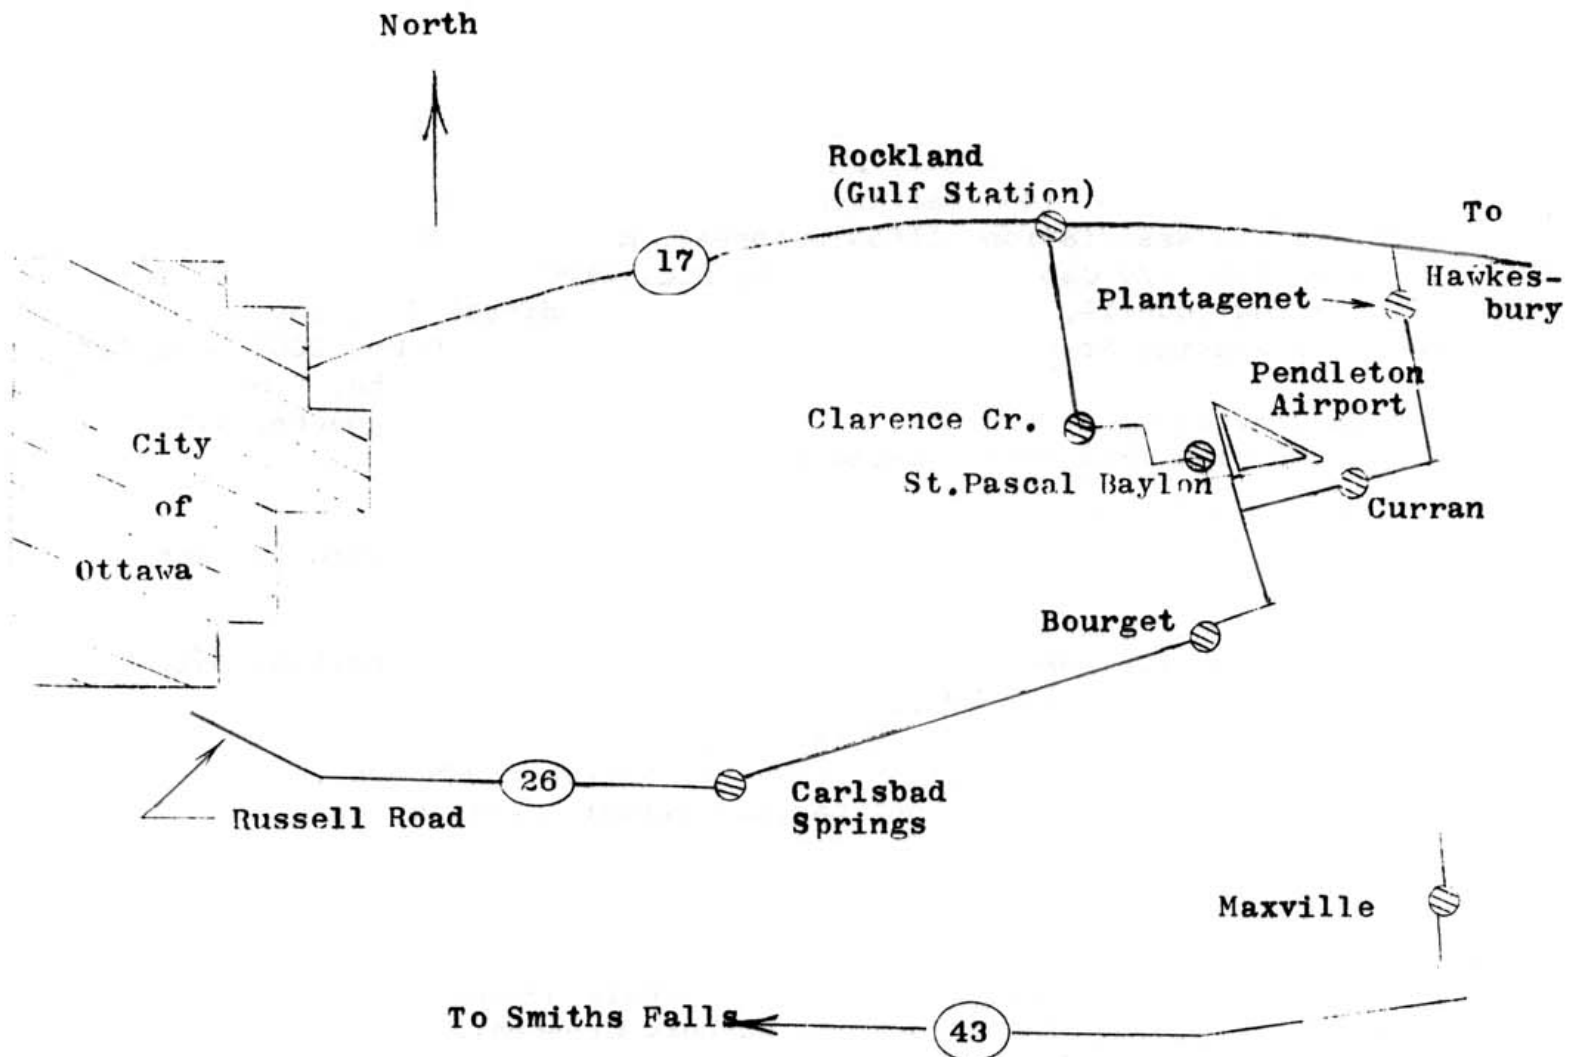 North
Rockland
(Gulf Station)
To
17
Hawkes-
bury
Plantagenet
Pendleton
Airport
Clarence Cr.
City
of
Ottawa
St.Pascal Baylon
Curran
Bourget
26
Carlsbad
Springs
Russell Road
Maxville
To Smiths Falls
43